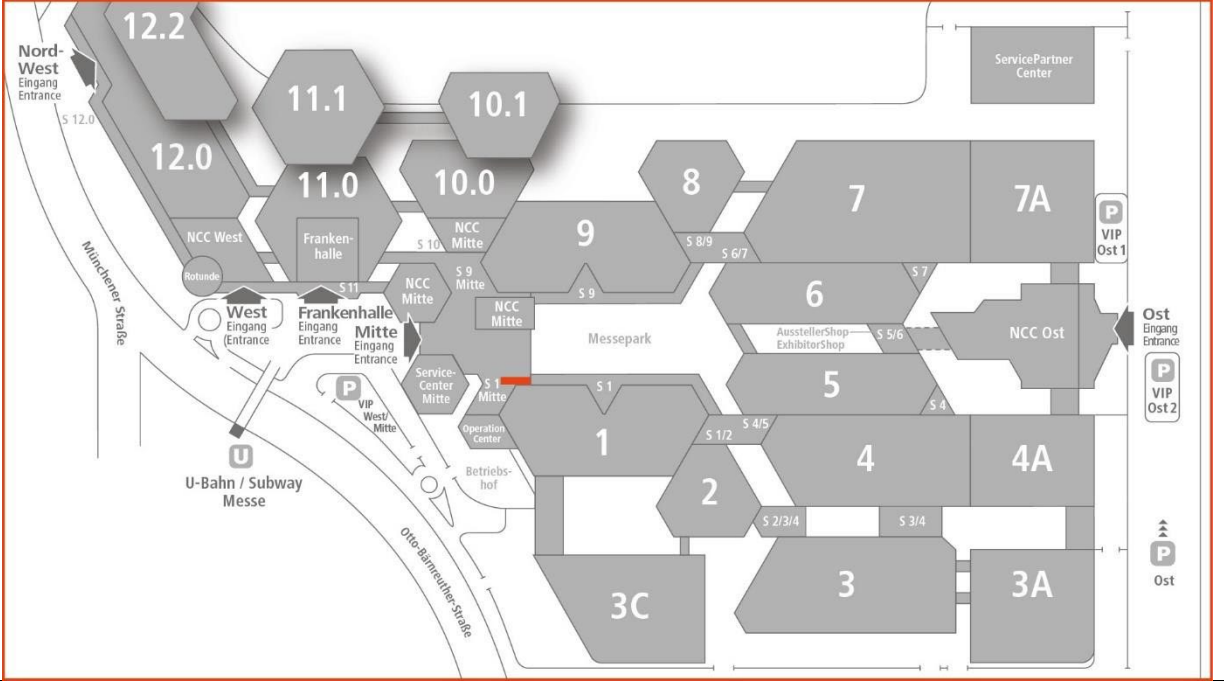 12.2
Nord-
West
Eingang
Entrance
S 12.0
12.0
11.1
10.1
11.0
10.0
ServicePartner
Center
NCC West
Franken-
halle
NCC
Mitte
S 10
9
8
S 8/9
S 6/7
7
7A
P
VIP
Ost 1
Rotunde
S 11
NCC
Mitte
S 9
Mitte
S 9
NCC
Mitte
6
S 7
Münchener Straße
West
Eingang
Entrance
Frankenhalle
Eingang
Entrance
Mitte
Eingang
Entrance
Messepark
AusstellerShop
ExhibitorShop
S 5/6
NCC Ost
Ost
Eingang
Entrance
P
VIP
Ost 2
Service-
Center
Mitte
S 1
Mitte
S 1
5
S 4
P
VIP
West/
Mitte
Operation
Center
1
S 1/2
S 4/5
4
4A
U
U-Bahn / Subway
Messe
Betriebs-
hof
2
S 2/3/4
S 3/4
Otto-Bärnreuther-Straße
3C
3
3A
P
Ost